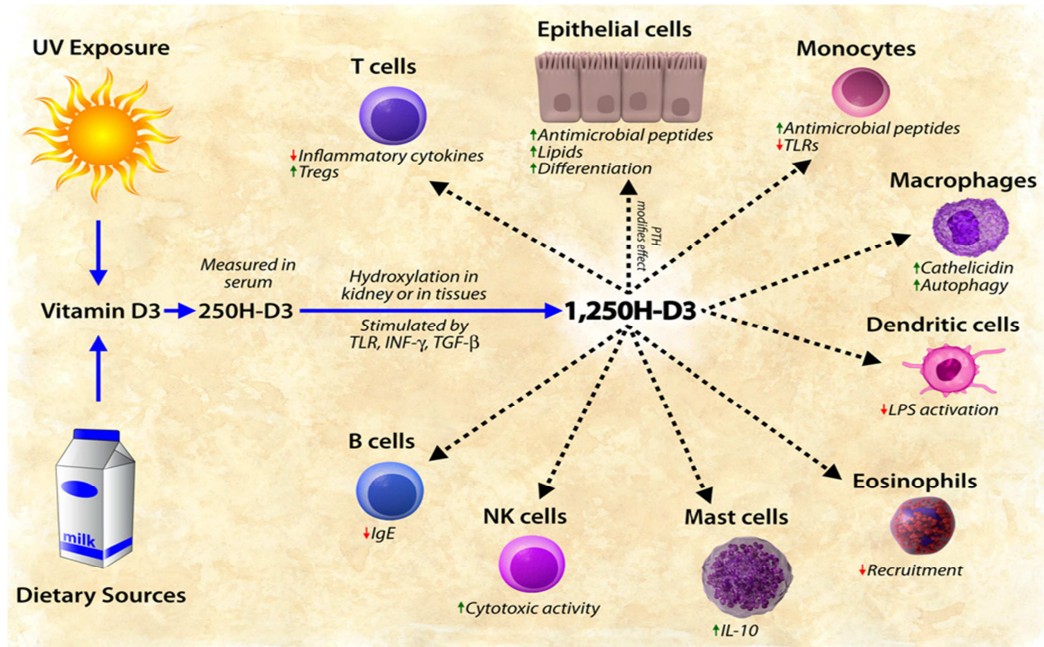 UV Exposure
T cells
↓Inflammatory cytokines
↑Tregs
Epithelial cells
↑Antimicrobial peptides
↑Lipids
↑Differentiation
Monocytes
↑Antimicrobial peptides
↓TLRs
Macrophages
↑Cathelicidin
↑Autophagy
PTH
modifies effect
Measured in
serum
Hydroxylation in
kidney or in tissues
Vitamin D3
250H-D3
1,250H-D3
Stimulated by
TLR, INF-γ, TGF-β
Dendritic cells
↓LPS activation
B cells
↓IgE
NK cells
↑Cytotoxic activity
Mast cells
↑IL-10
Eosinophils
↓Recruitment
milk
Dietary Sources